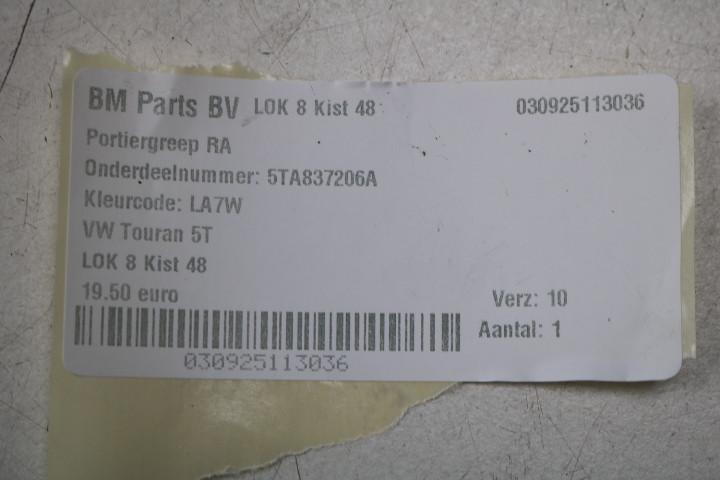 BM Parts BV LOK 8 Kist 48 030925113036
Portiergreep RA
Onderdeelnummer: 5TA837206A
Kleurcode: LA7W
VW Touran 5T
LOK 8 Kist 48
19.50 euro Verz: 10
Aantal: 1
030925113036